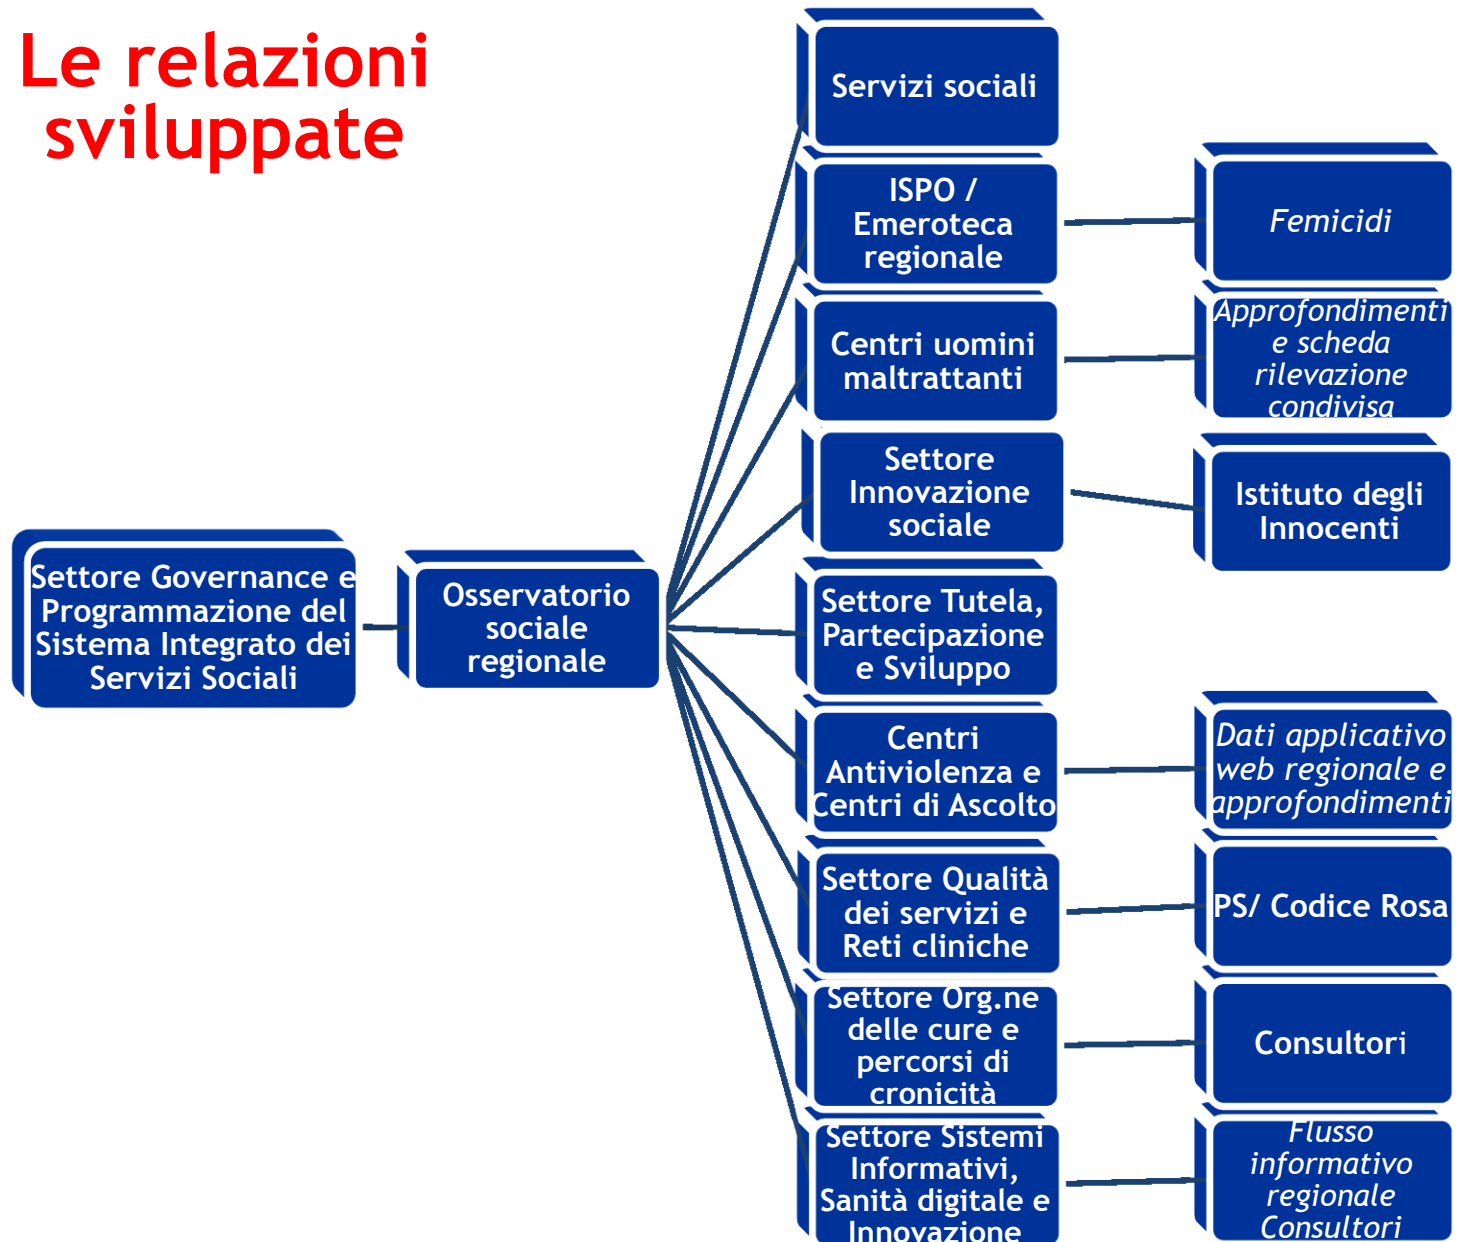 Le relazioni
sviluppate
Settore Governance e
Programmazione del
Sistema Integrato dei
Servizi Sociali
Osservatorio
sociale
regionale
Servizi sociali
ISPO /
Emeroteca
regionale
Femicidi
Centri uomini
maltrattanti
Approfondimenti
e scheda
rilevazione
condivisa
Settore
Innovazione
sociale
Istituto degli
Innocenti
Settore Tutela,
Partecipazione
e Sviluppo
Centri
Antiviolenza e
Centri di Ascolto
Dati applicativo
web regionale e
approfondimenti
Settore Qualità
dei servizi e
Reti cliniche
PS/ Codice Rosa
Settore Org.ne
delle cure e
percorsi di
cronicità
Consultori
Settore Sistemi
Informativi,
Sanità digitale e
Innovazione
Flusso
informativo
regionale
Consultori